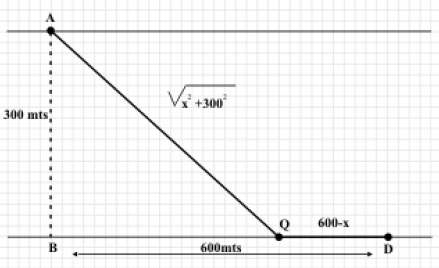 A
√x² +300²
300 mts
Q
600-x
B
600mts
D